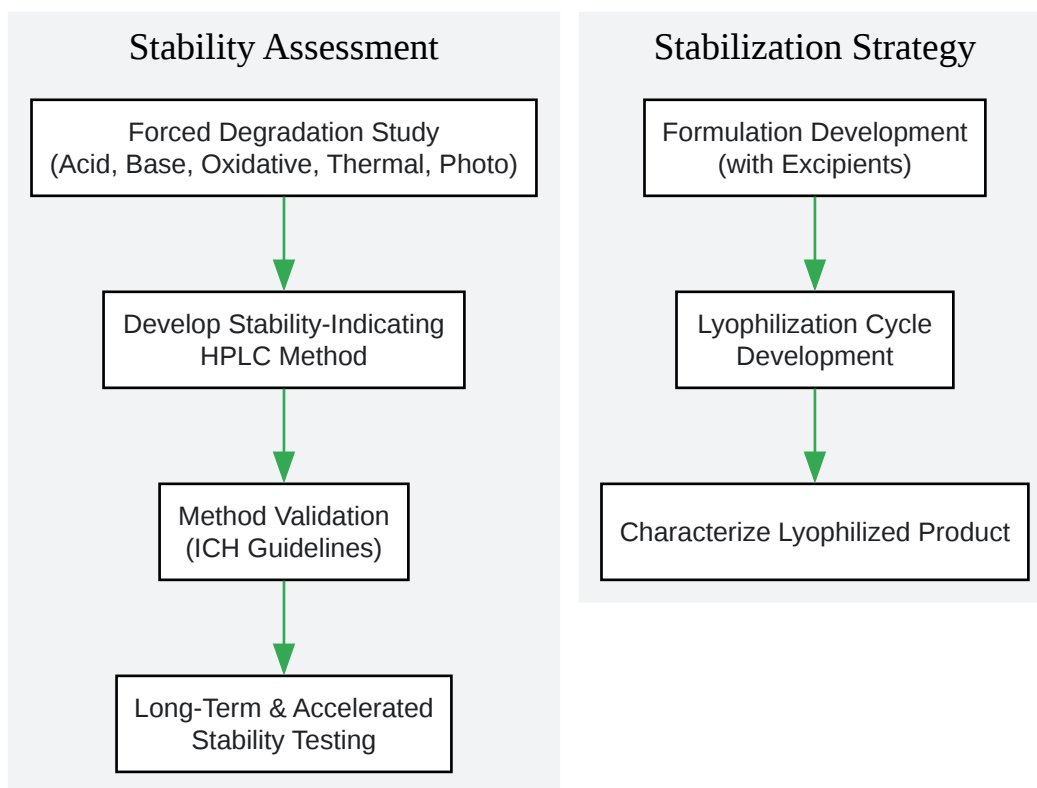 Stability Assessment
Forced Degradation Study
(Acid, Base, Oxidative, Thermal, Photo)
Develop Stability-Indicating
HPLC Method
Method Validation
(ICH Guidelines)
Long-Term & Accelerated
Stability Testing
Stabilization Strategy
Formulation Development
(with Excipients)
Lyophilization Cycle
Development
Characterize Lyophilized Product